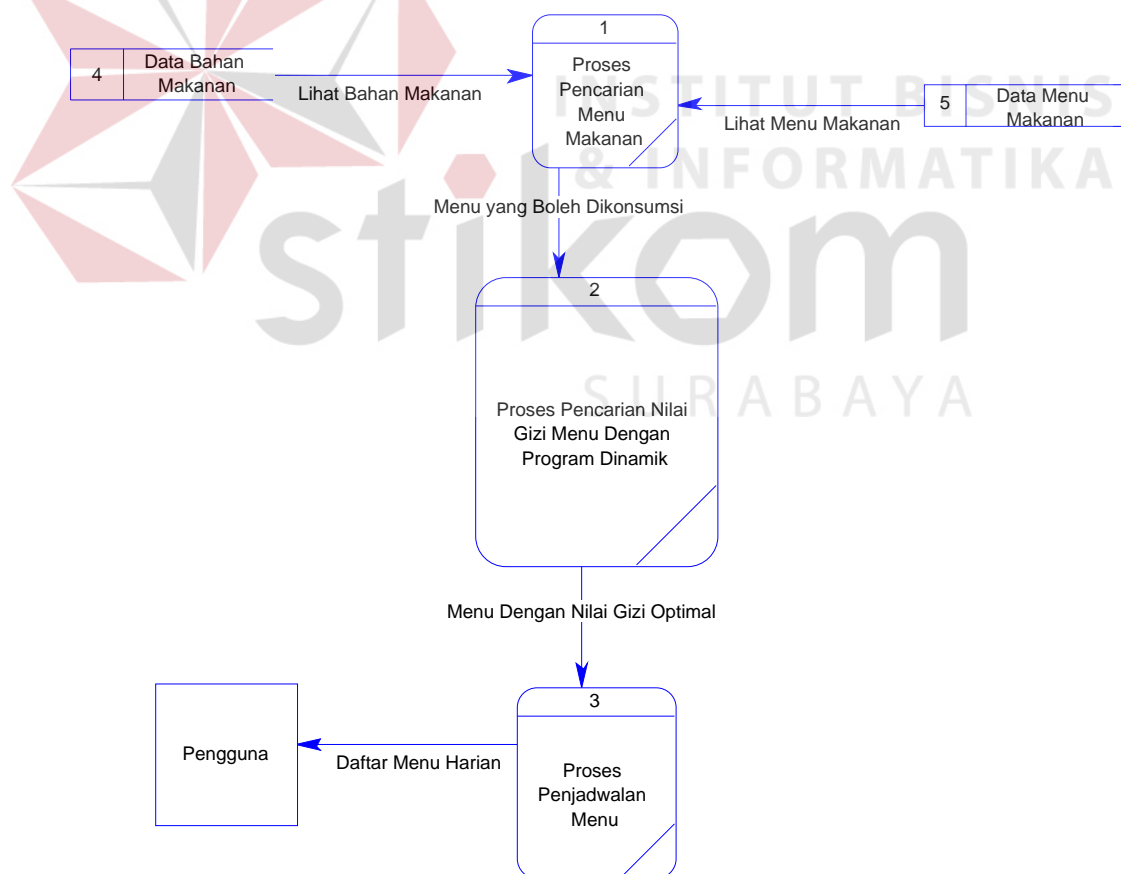 1
Proses
Pencarian
Menu
Makanan
4
Data Bahan
Makanan
Lihat Bahan Makanan
5
Data Menu
Makanan
Lihat Menu Makanan
INSTITUT BISNIS
& INFORMATIKA
stikom
SURABAYA
Menu yang Boleh Dikonsumsi
2
Proses Pencarian Nilai
Gizi Menu Dengan
Program Dinamik
Menu Dengan Nilai Gizi Optimal
3
Proses
Penjadwalan
Menu
Daftar Menu Harian
Pengguna